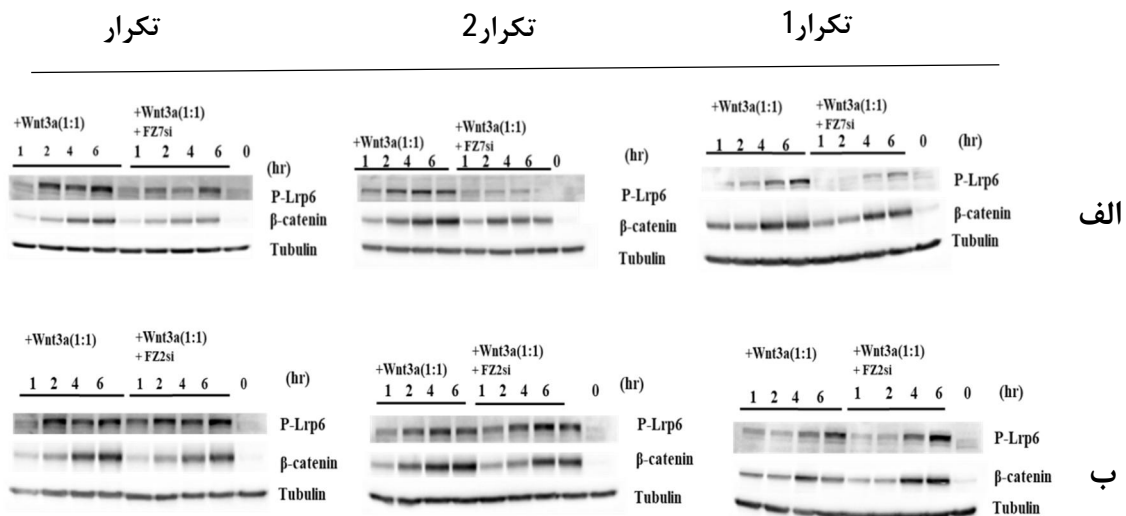 تکرار1 تکرار2 تکرار
الف
+Wnt3a(1:1) +Wnt3a(1:1)
+ FZ7si
1 2 4 6 1 2 4 6 0 (hr)
P-Lrp6
β-catenin
Tubulin
+Wnt3a(1:1) +Wnt3a(1:1)
+ FZ7si
1 2 4 6 1 2 4 6 0 (hr)
P-Lrp6
β-catenin
Tubulin
+Wnt3a(1:1) +Wnt3a(1:1)
+ FZ7si
1 2 4 6 1 2 4 6 0 (hr)
P-Lrp6
β-catenin
Tubulin
ب
+Wnt3a(1:1) +Wnt3a(1:1)
+ FZ2si
1 2 4 6 1 2 4 6 0 (hr)
P-Lrp6
β-catenin
Tubulin
+Wnt3a(1:1) +Wnt3a(1:1)
+ FZ2si
1 2 4 6 1 2 4 6 0 (hr)
P-Lrp6
β-catenin
Tubulin
+Wnt3a(1:1) +Wnt3a(1:1)
+ FZ2si
1 2 4 6 1 2 4 6 0 (hr)
P-Lrp6
β-catenin
Tubulin